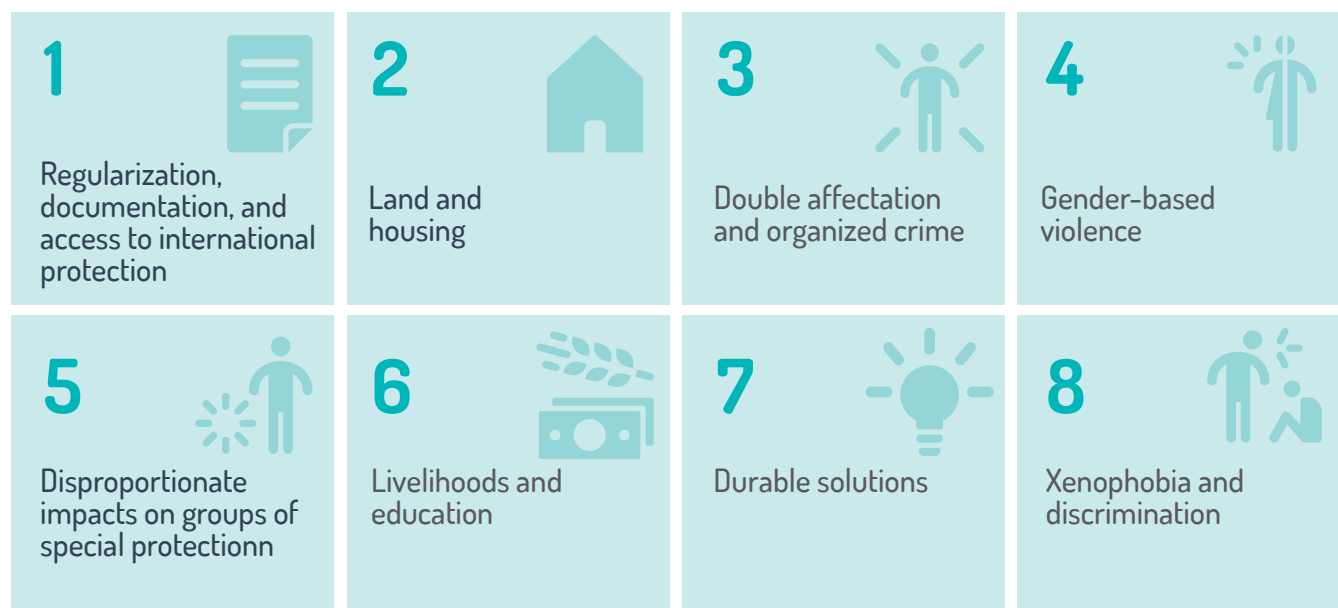 1
Regularization,
documentation, and
access to international
protection
2
Land and
housing
3
Double affectation
and organized crime
4
Gender-based
violence
5
Disproportionate
impacts on groups of
special protectionn
6
Livelihoods and
education
7
Durable solutions
8
Xenophobia and
discrimination